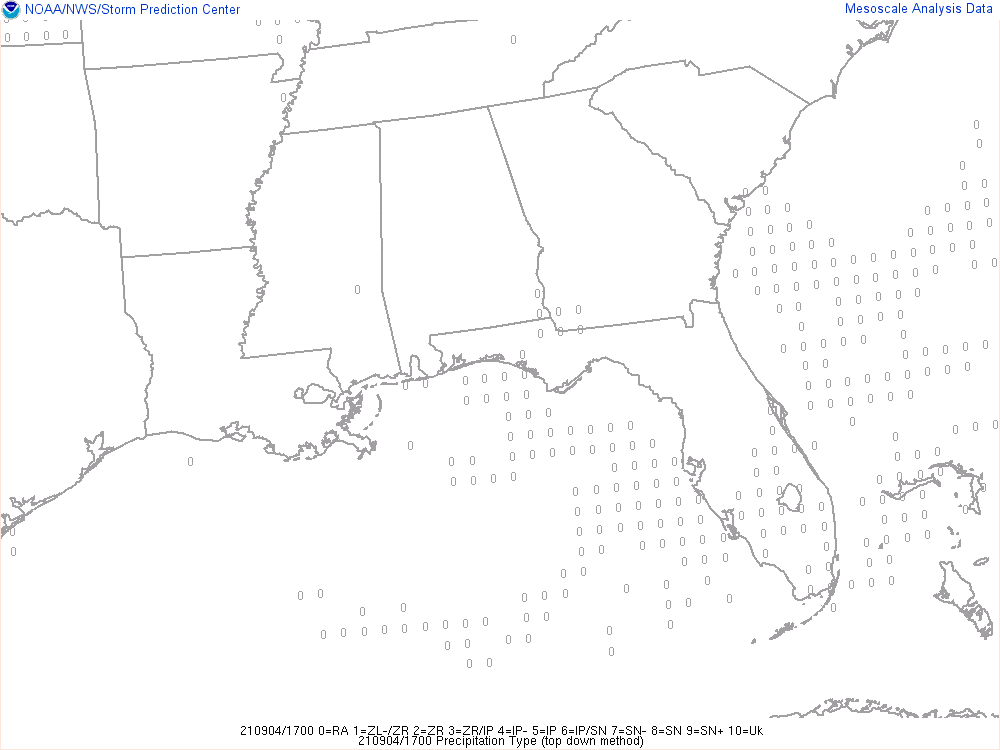 NOAA/NWS/Storm Prediction Center
Mesoscale Analysis Data
210904/1700 0=RA 1=ZL-/ZR 2=ZR 3=ZR/IP 4=IP- 5=IP 6=IP/SN 7=SN- 8=SN 9=SN+ 10=Uk
210904/1700 Precipitation Type (top down method)